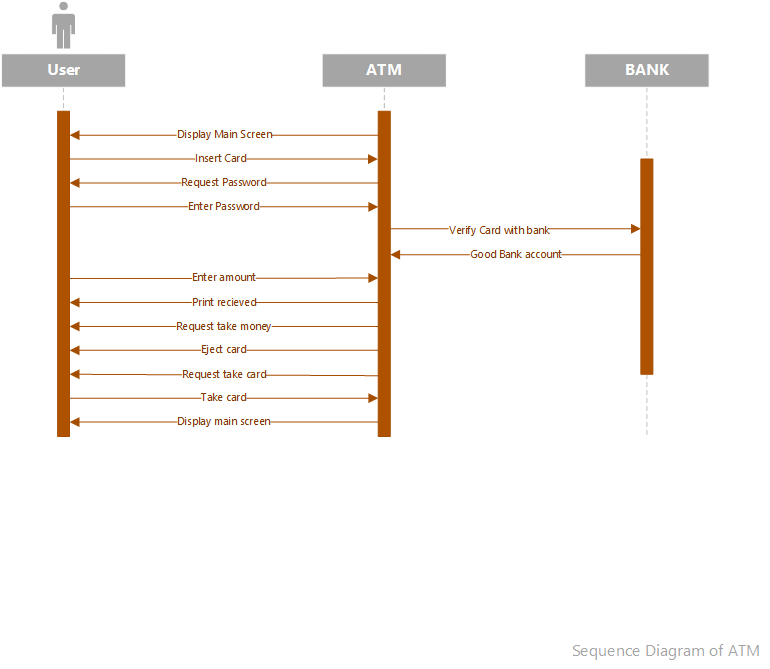 User
ATM
BANK
Display Main Screen
Insert Card
Request Password
Enter Password
Verify Card with bank
Good Bank account
Enter amount
Print recieved
Request take money
Eject card
Request take card
Take card
Display main screen
Sequence Diagram of ATM